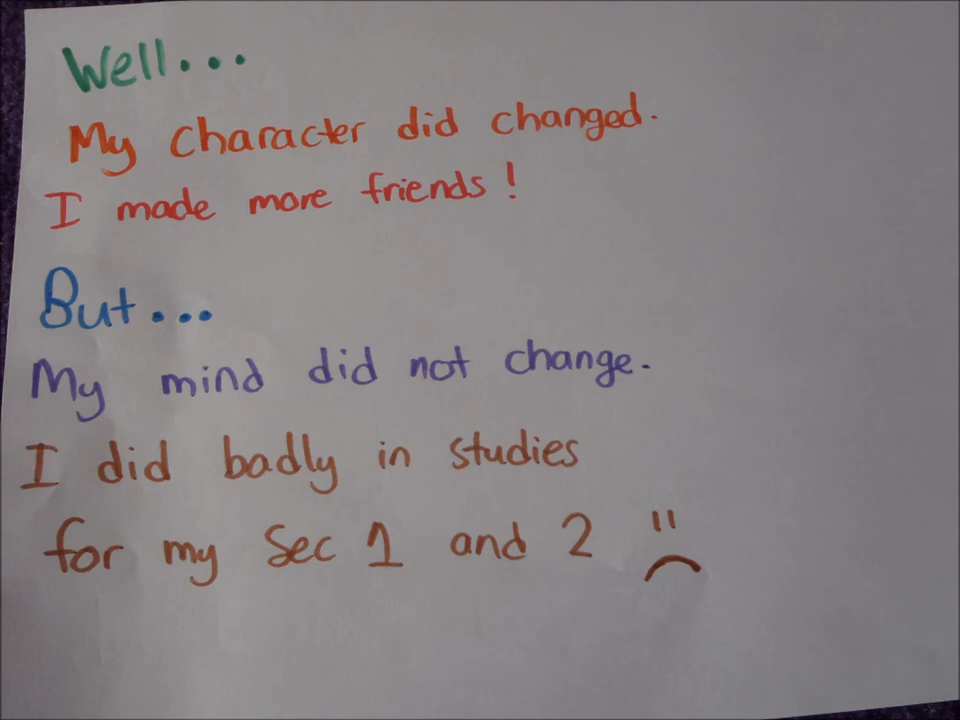 Well...
My character did changed.
I made more friends!
But...
My mind did not change.
I did badly in studies
for my Sec 1 and 2